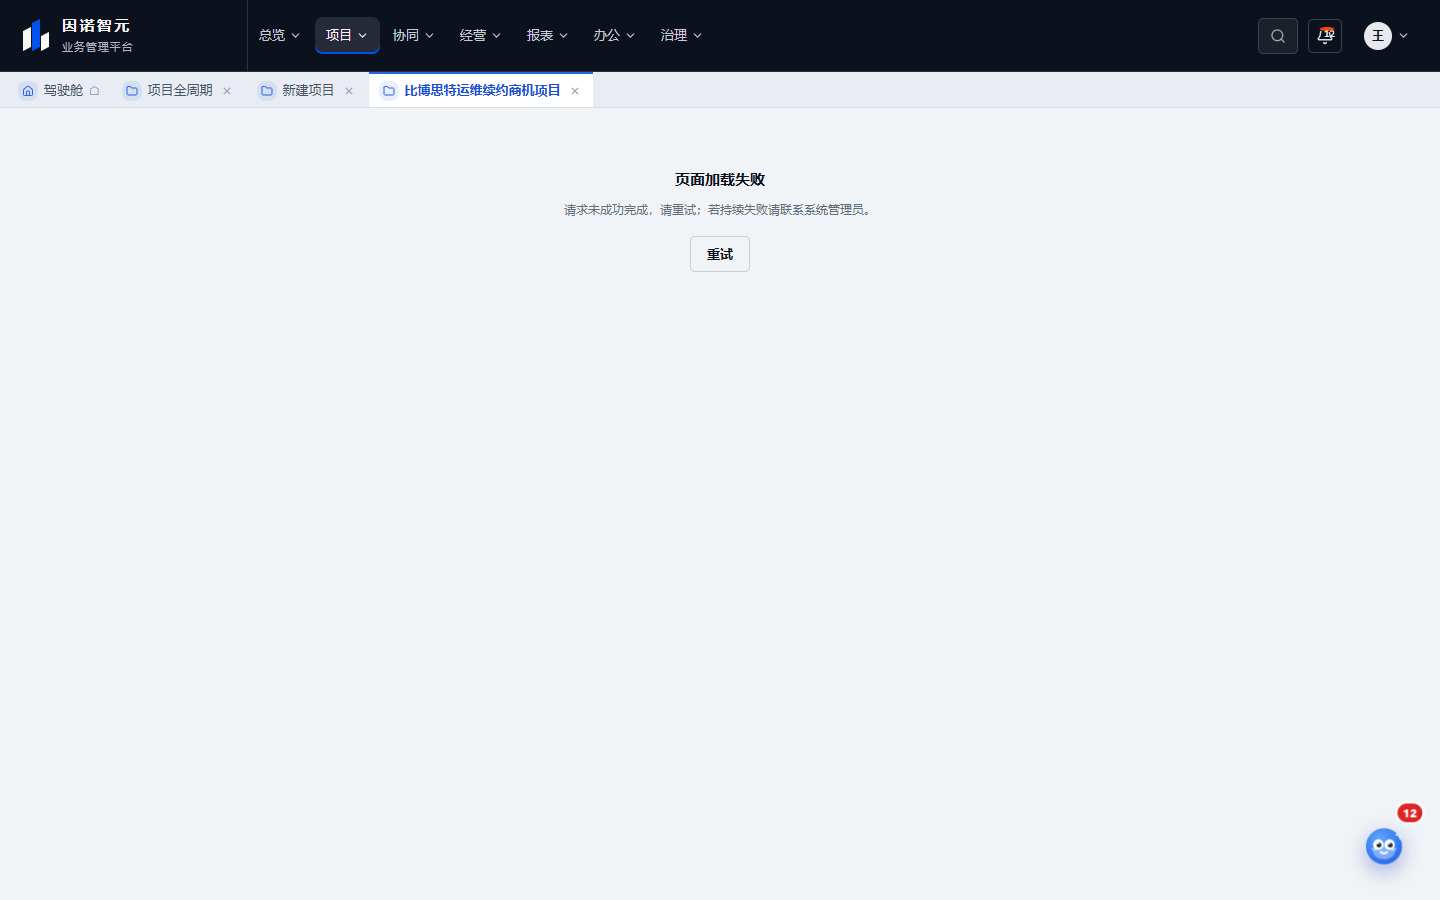 因诺智元
业务管理平台
总览
项目
协同
经营
报表
办公
治理
12
王
驾驶舱
项目全周期
新建项目
比博思特运维续约商机项目
页面加载失败
请求未成功完成，请重试；若持续失败请联系系统管理员。
重试
12